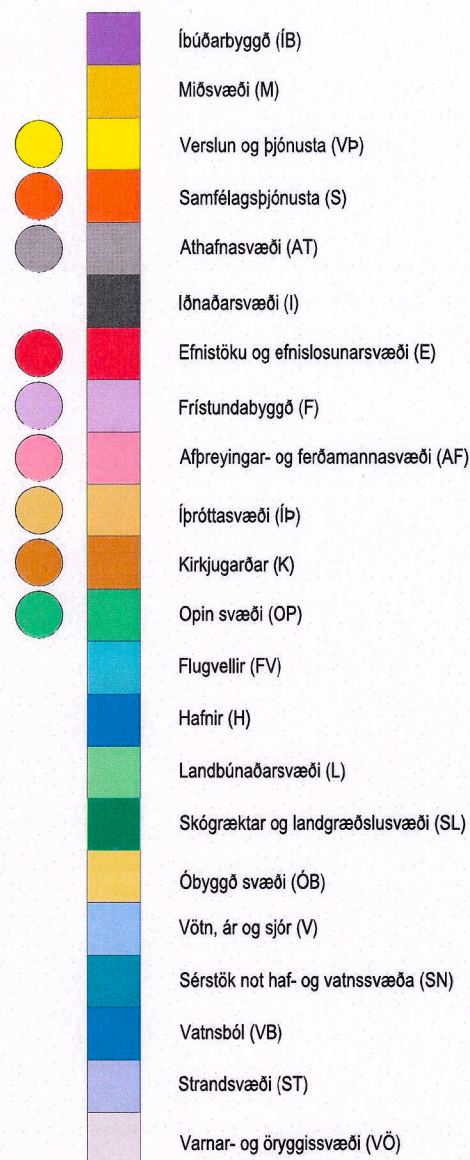 Íbúðarbyggð (ÍB)
Miðsvæði (M)
Verslun og þjónusta (VÞ)
Samfélagsþjónusta (S)
Athafnasvæði (AT)
Iðnaðarsvæði (I)
Efnistöku og efnislosunarsvæði (E)
Frístundabyggð (F)
Afþreyingar- og ferðamannasvæði (AF)
Íþróttasvæði (ÍÞ)
Kirkjugarðar (K)
Opin svæði (OP)
Flugvellir (FV)
Hafnir (H)
Landbúnaðarsvæði (L)
Skógræktar og landgræðslusvæði (SL)
Óbyggð svæði (ÓB)
Vötn, ár og sjór (V)
Sérstök not haf- og vatnssvæða (SN)
Vatnsból (VB)
Strandsvæði (ST)
Varnar- og öryggissvæði (VÖ)